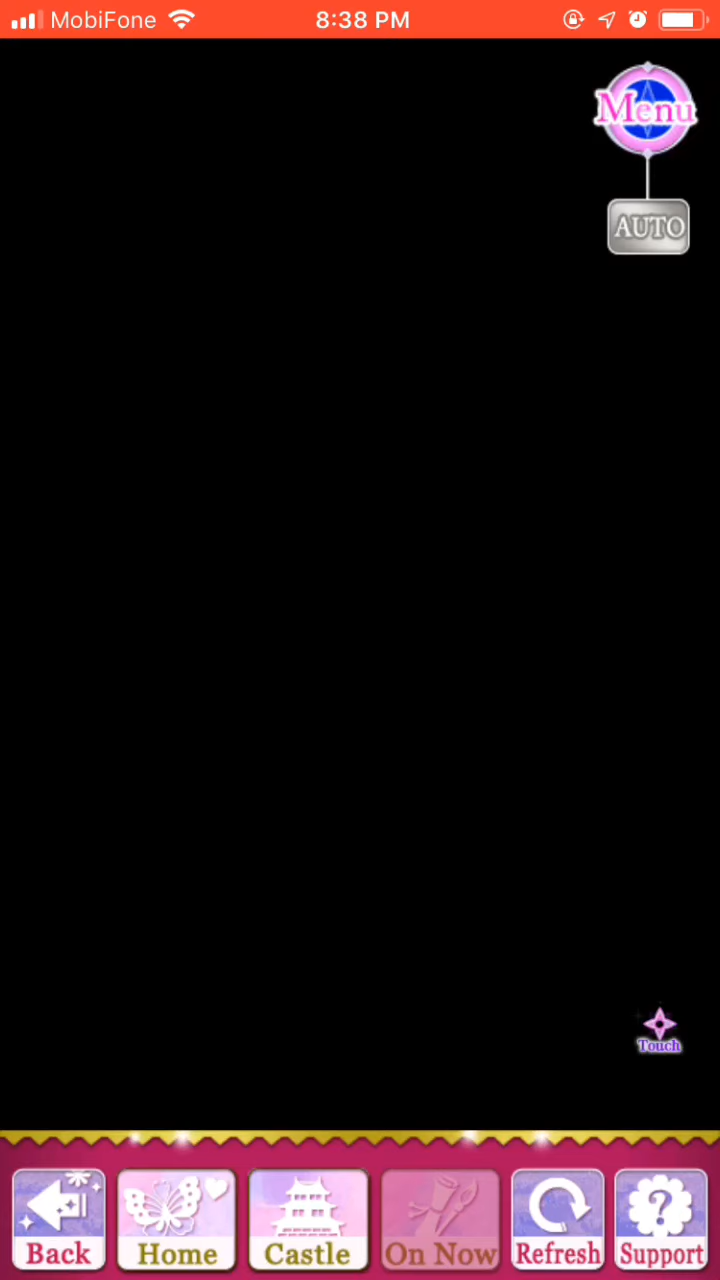 MobiFone 8:38 PM
Menu
AUTO
Touch
Back Home Castle On Now Refresh Support